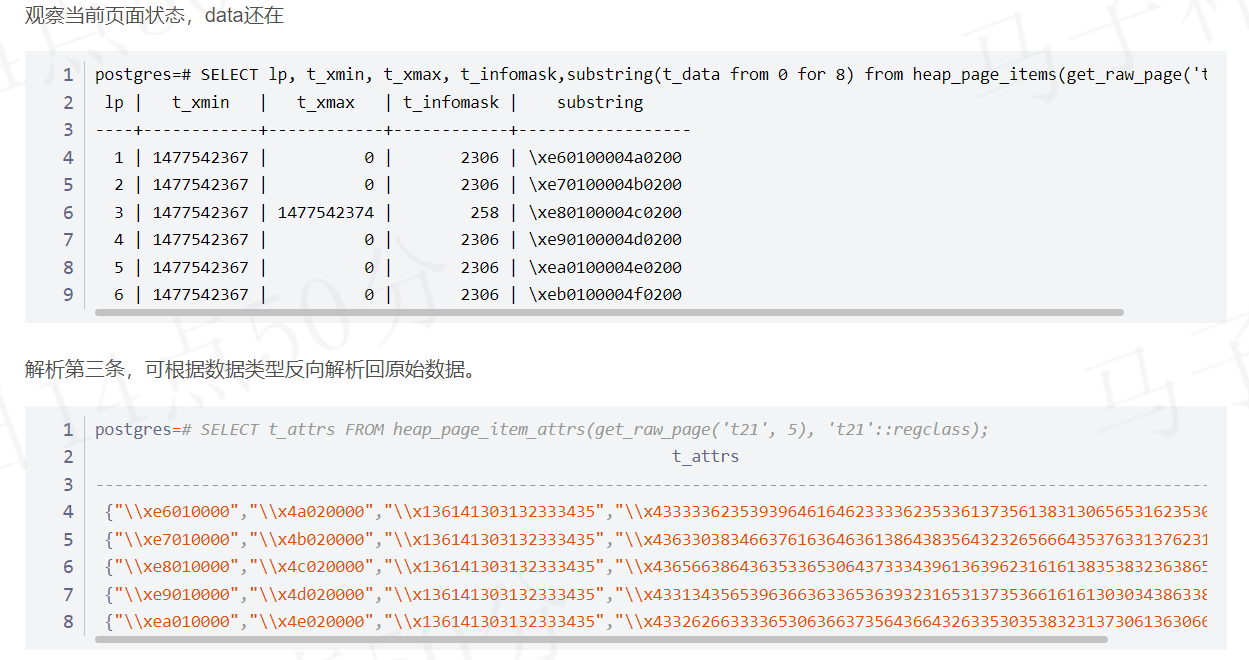 观察当前页面状态，data还在
1 postgres=# SELECT lp, t_xmin, t_xmax, t_infomask,substring(t_data from 0 for 8) from heap_page_items(get_raw_page('t
2 lp | t_xmin | t_xmax | t_infomask | substring
3 ----+------------+------------+------------+------------------
4 1 | 1477542367 | 0 | 2306 | \xe60100004a0200
5 2 | 1477542367 | 0 | 2306 | \xe70100004b0200
6 3 | 1477542367 | 1477542374 | 258 | \xe80100004c0200
7 4 | 1477542367 | 0 | 2306 | \xe90100004d0200
8 5 | 1477542367 | 0 | 2306 | \xea0100004e0200
9 6 | 1477542367 | 0 | 2306 | \xeb0100004f0200
解析第三条，可根据数据类型反向解析回原始数据。
1 postgres=# SELECT t_attrs FROM heap_page_item_attrs(get_raw_page('t21', 5), 't21'::regclass);
2 t_attrs
3 ----------------------------------------------------------------------------------------------------------------
4 {"\\xe6010000","\\x4a020000","\\x136141303132333435","\\x4333336235393964616462333362353361373561383130656531623530
5 {"\\xe7010000","\\x4b020000","\\x136141303132333435","\\x4363303834663761636463613864383564323265666435376331376231
6 {"\\xe8010000","\\x4c020000","\\x136141303132333435","\\x4365663864363533653064373334396136396231616138353832363865
7 {"\\xe9010000","\\x4d020000","\\x136141303132333435","\\x4331343565396366363365363932316531373536616161303034386338
8 {"\\xea010000","\\x4e020000","\\x136141303132333435","\\x4332626633336530636637356436643263353035383231373061363066